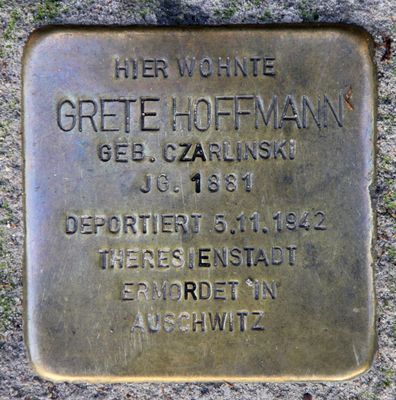 HIER WOHNTE
GRETE HOFFMANN
GEB. CZARLINSKI
JG. 1881
DEPORTIERT 5.11.1942
THERESIENSTADT
ERMORDET IN
AUSCHWITZ